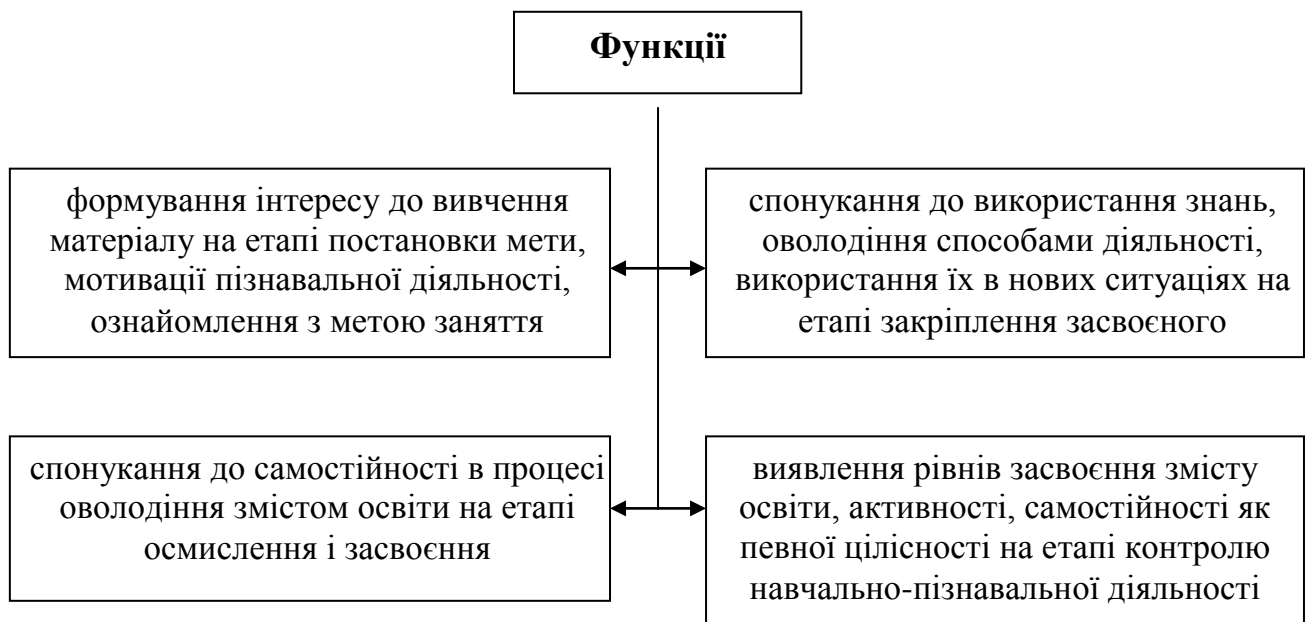 Функції
формування інтересу до вивчення
матеріалу на етапі постановки мети,
мотивації пізнавальної діяльності,
ознайомлення з метою заняття
спонукання до використання знань,
оволодіння способами діяльності,
використання їх в нових ситуаціях на
етапі закріплення засвоєного
спонукання до самостійності в процесі
оволодіння змістом освіти на етапі
осмислення і засвоєння
виявлення рівнів засвоєння змісту
освіти, активності, самостійності як
певної цілісності на етапі контролю
навчально-пізнавальної діяльності